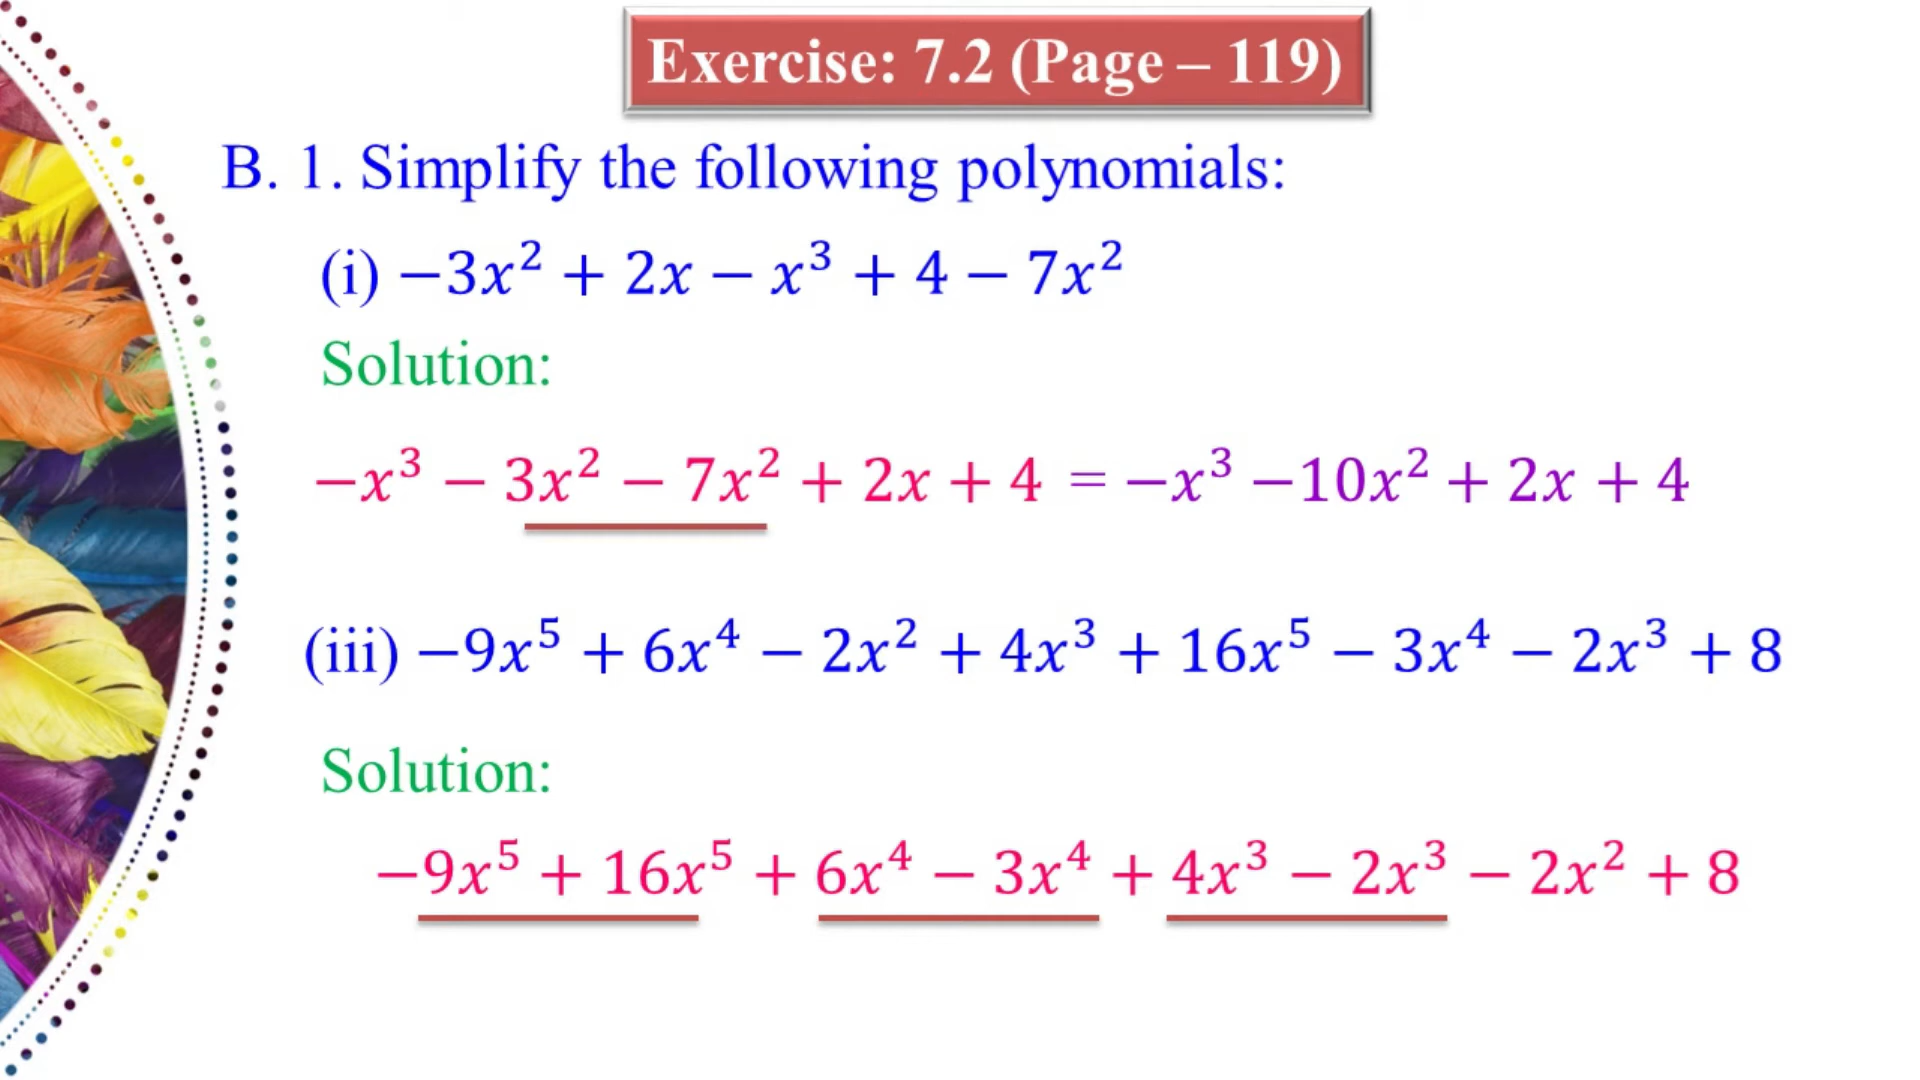 Exercise: 7.2 (Page – 119)
B. 1. Simplify the following polynomials:
(i) −3x² + 2x − x³ + 4 − 7x²
Solution:
−x³ − 3x² − 7x² + 2x + 4 = −x³ −10x² + 2x + 4
(iii) −9x⁵ + 6x⁴ − 2x² + 4x³ + 16x⁵ − 3x⁴ − 2x³ + 8
Solution:
−9x⁵ + 16x⁵ + 6x⁴ − 3x⁴ + 4x³ − 2x³ − 2x² + 8